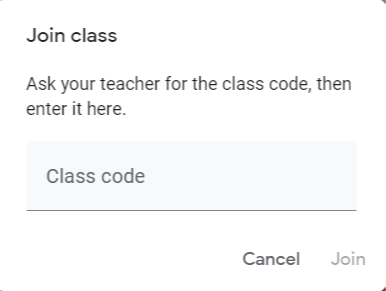 Join class
Ask your teacher for the class code, then
enter it here.
Class code
Cancel Join